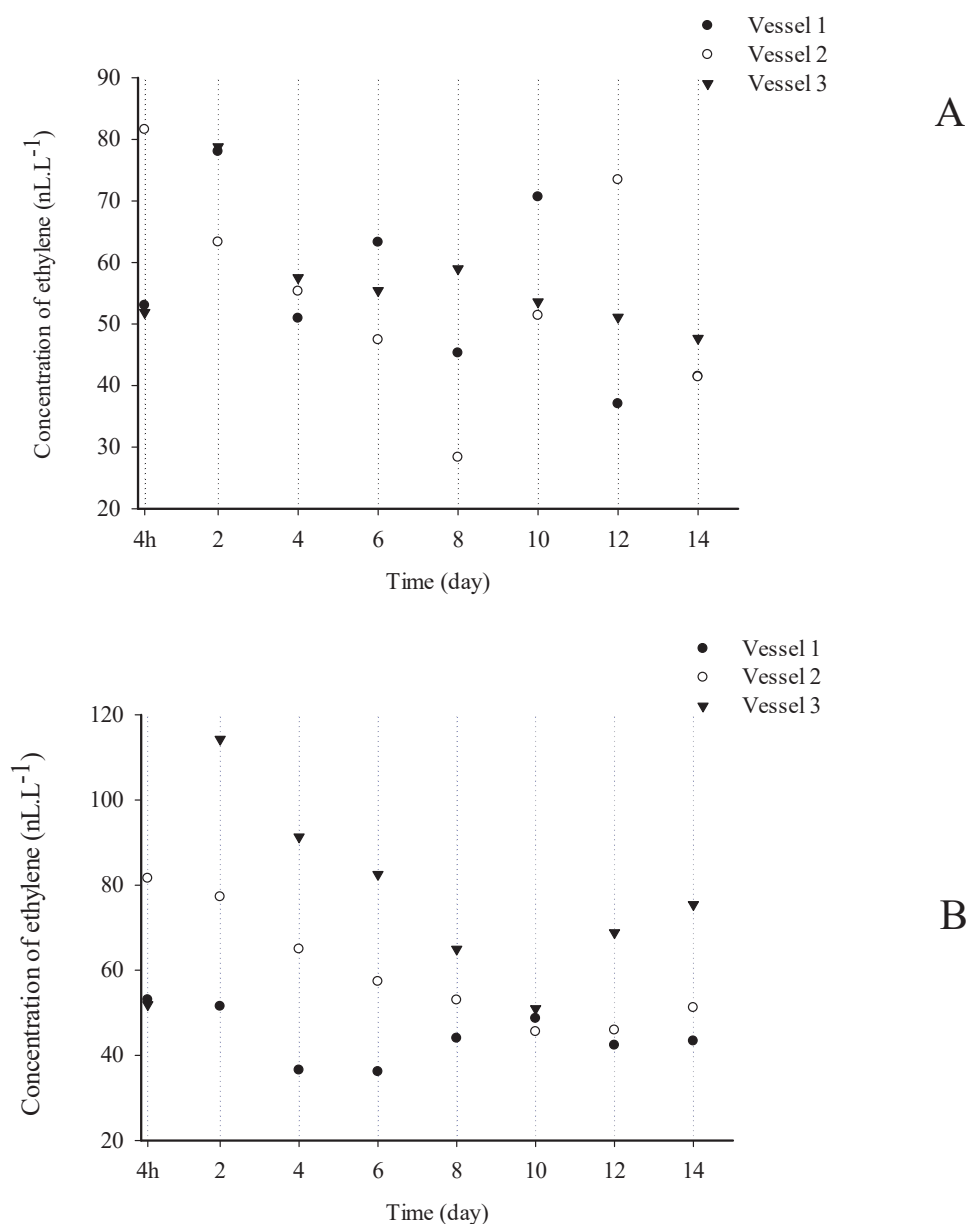 Vessel 1
Vessel 2
Vessel 3
A
Concentration of ethylene (nL.L-1)
90
80
70
60
50
40
30
20
4h 2 4 6 8 10 12 14
Time (day)
Vessel 1
Vessel 2
Vessel 3
B
Concentration of ethylene (nL.L-1)
120
100
80
60
40
20
4h 2 4 6 8 10 12 14
Time (day)